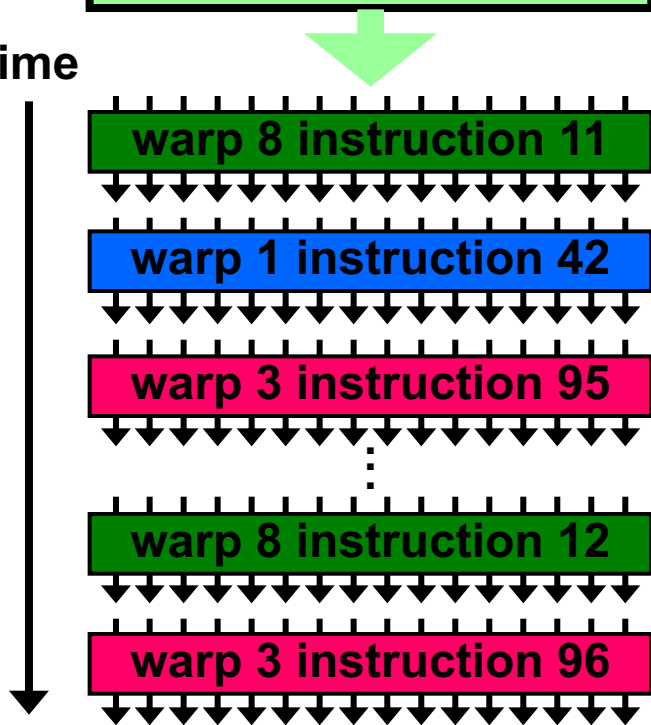 ime
warp 8 instruction 11
warp 1 instruction 42
warp 3 instruction 95
⋮
warp 8 instruction 12
warp 3 instruction 96